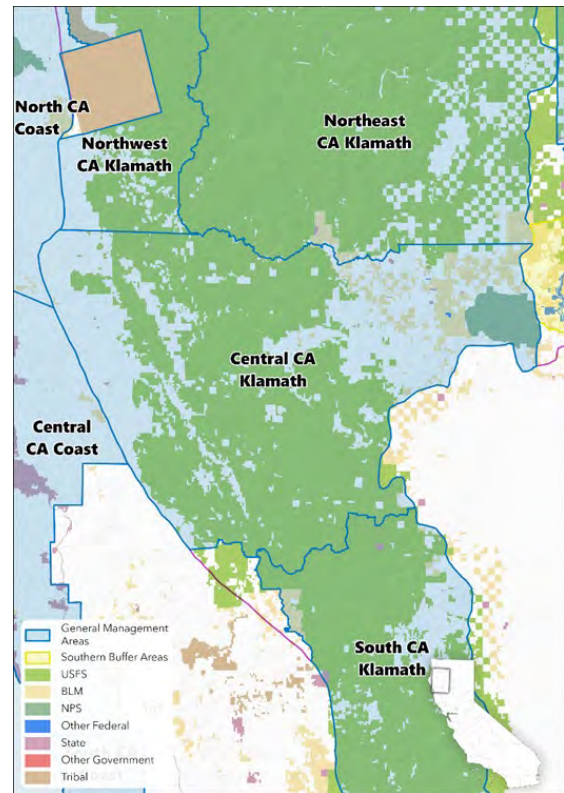 North CA
Coast
Northwest
CA Klamath
Northeast
CA Klamath
Central CA
Klamath
Central
CA Coast
South CA
Klamath
General Management
Areas
Southern Buffer Areas
USFS
BLM
NPS
Other Federal
State
Other Government
Tribal